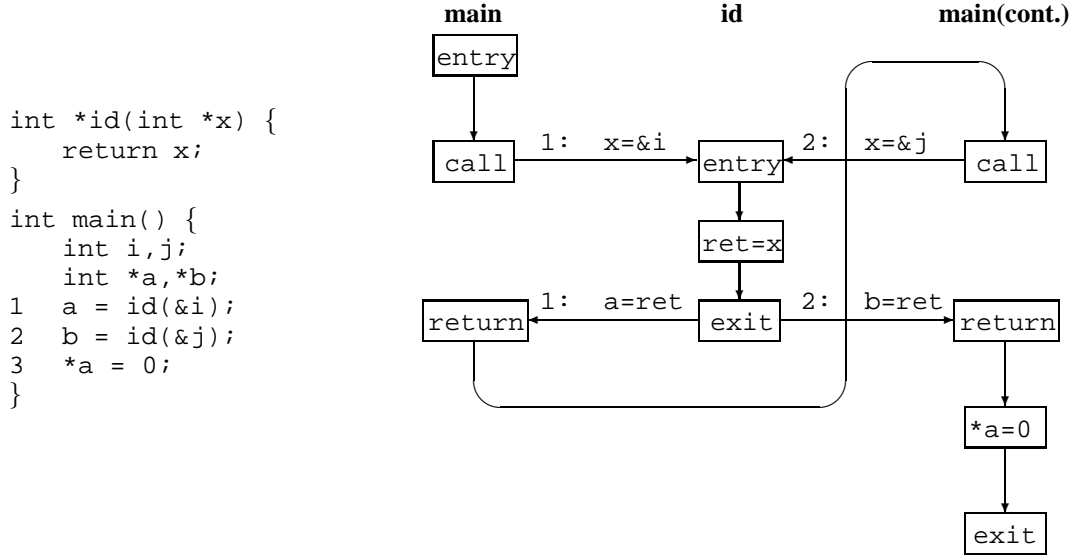 int *id(int *x) {
return x;
}
int main() {
int i,j;
int *a,*b;
1 a = id(&i);
2 b = id(&j);
3 *a = 0;
}
main id main(cont.)
entry
call 1: x=&i entry 2: x=&j call
ret=x
return 1: a=ret exit 2: b=ret return
*a=0
exit